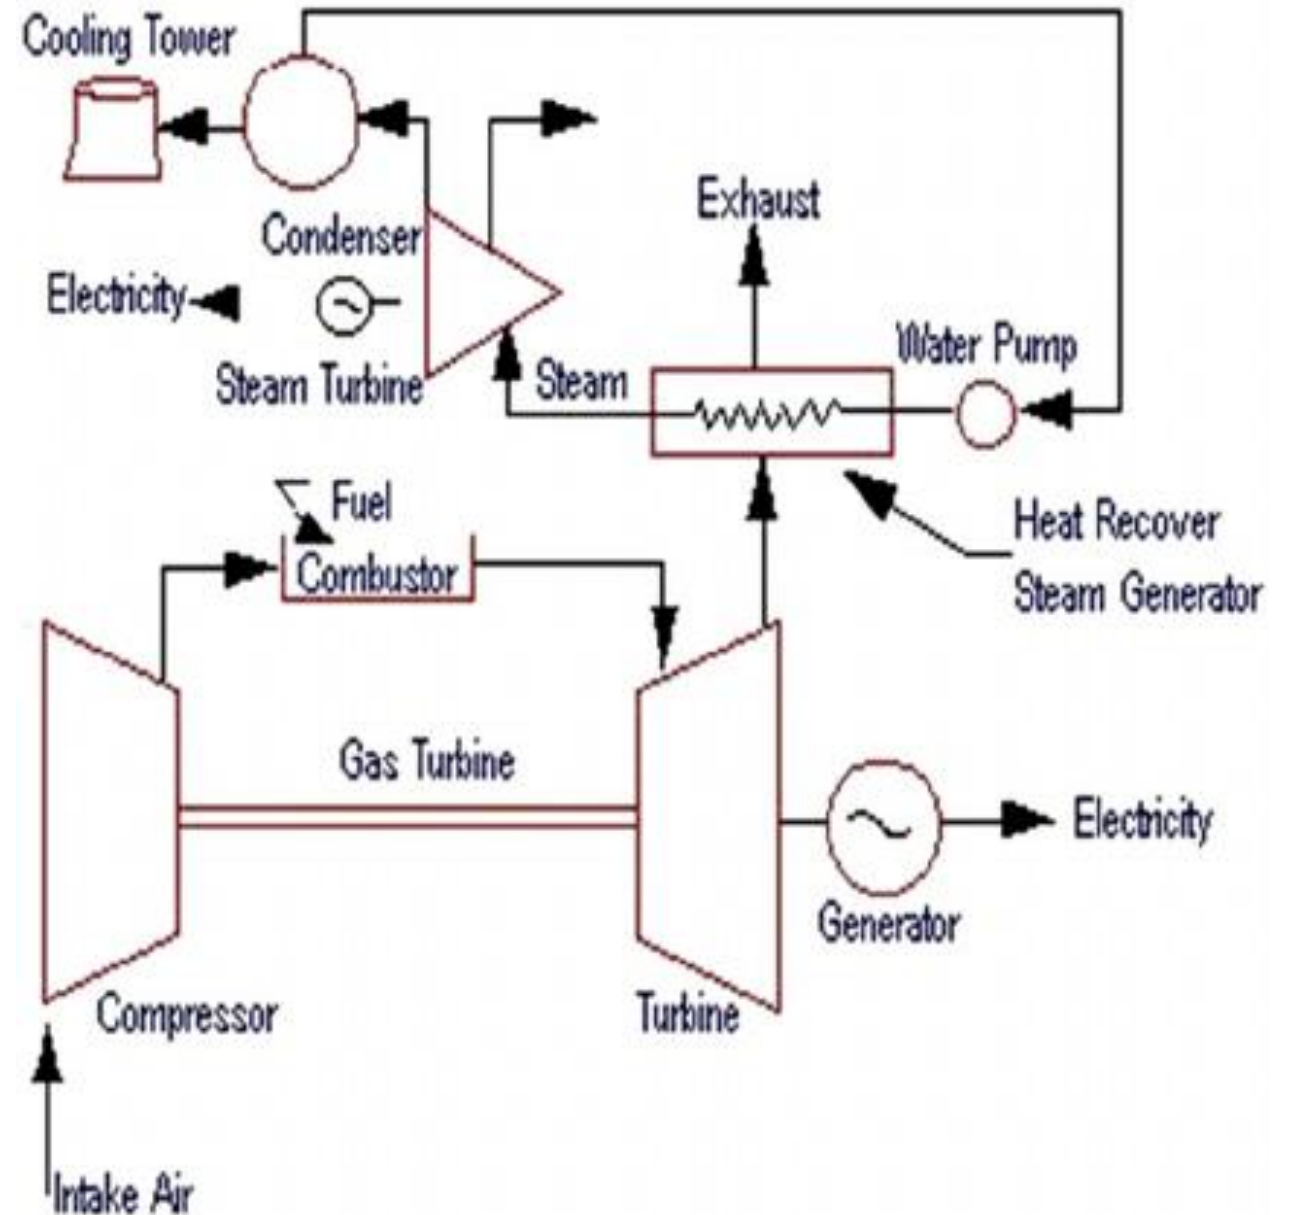 Cooling Tower
Exhaust
Condenser
Electricity
Water Pump
Steam Turbine
Steam
Fuel
Combustor
Heat Recover
Steam Generator
Gas Turbine
Electricity
Generator
Compressor
Turbine
Intake Air